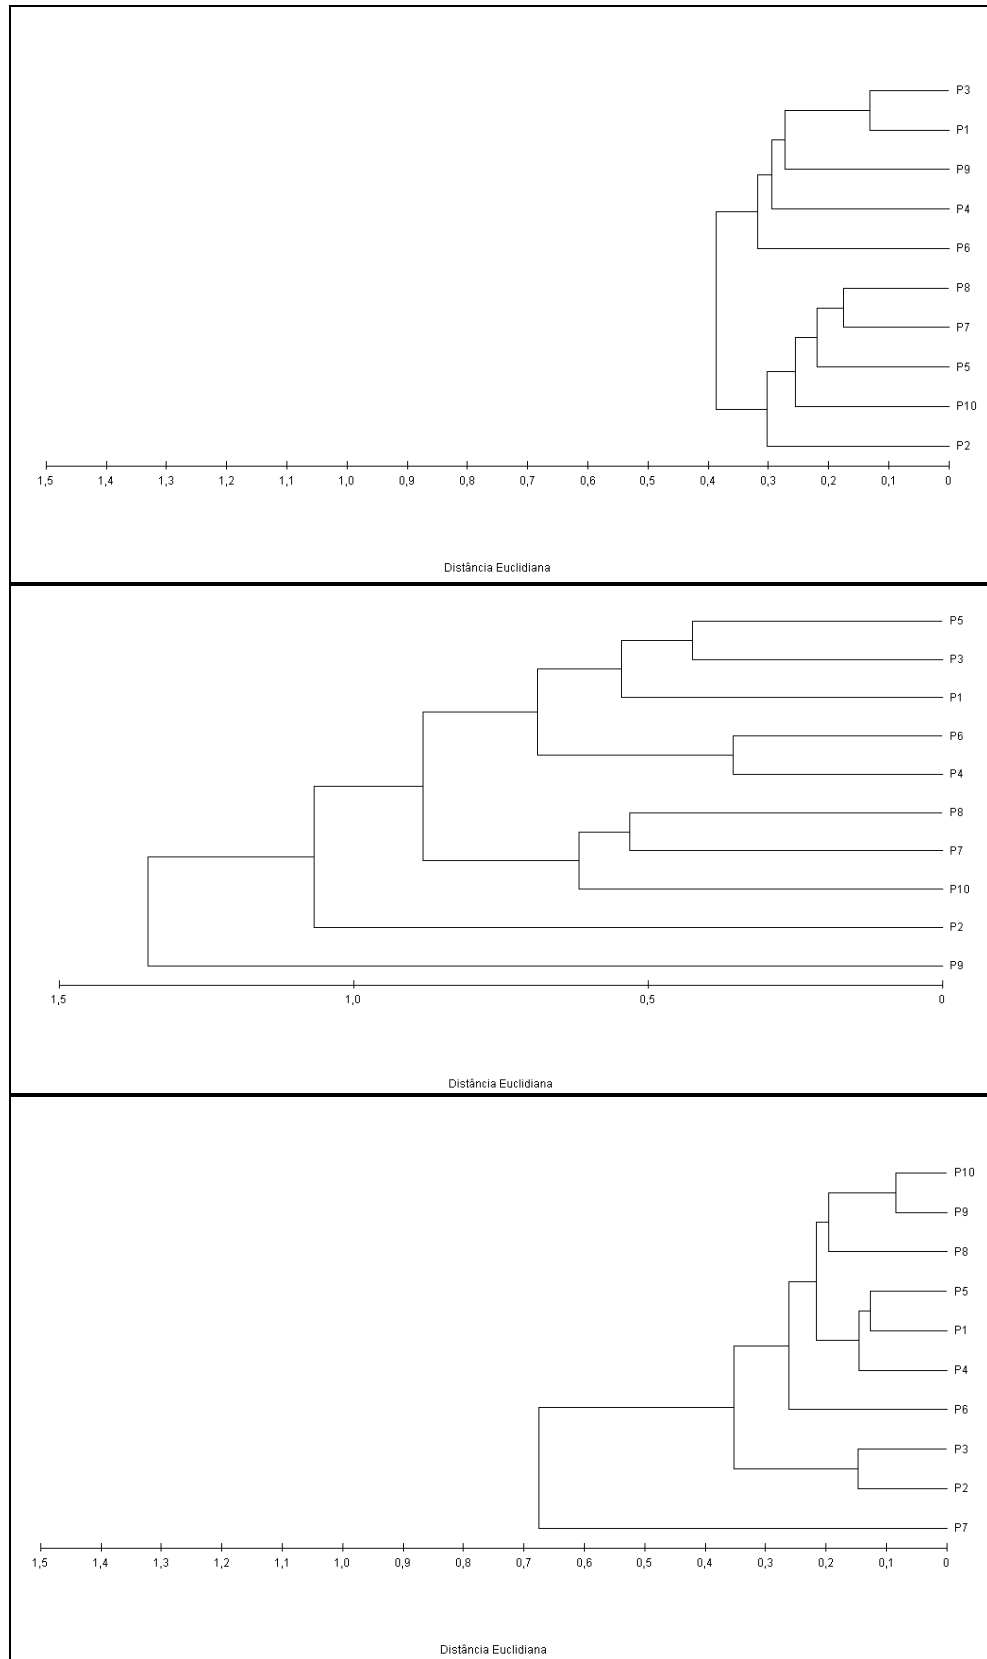 P3
P1
P9
P4
P6
P8
P7
P5
P10
P2
1,5 1,4 1,3 1,2 1,1 1,0 0,9 0,8 0,7 0,6 0,5 0,4 0,3 0,2 0,1 0
Distância Euclidiana
P5
P3
P1
P6
P4
P8
P7
P10
P2
P9
1,5 1,0 0,5 0
Distância Euclidiana
P10
P9
P8
P5
P1
P4
P6
P3
P2
P7
1,5 1,4 1,3 1,2 1,1 1,0 0,9 0,8 0,7 0,6 0,5 0,4 0,3 0,2 0,1 0
Distância Euclidiana